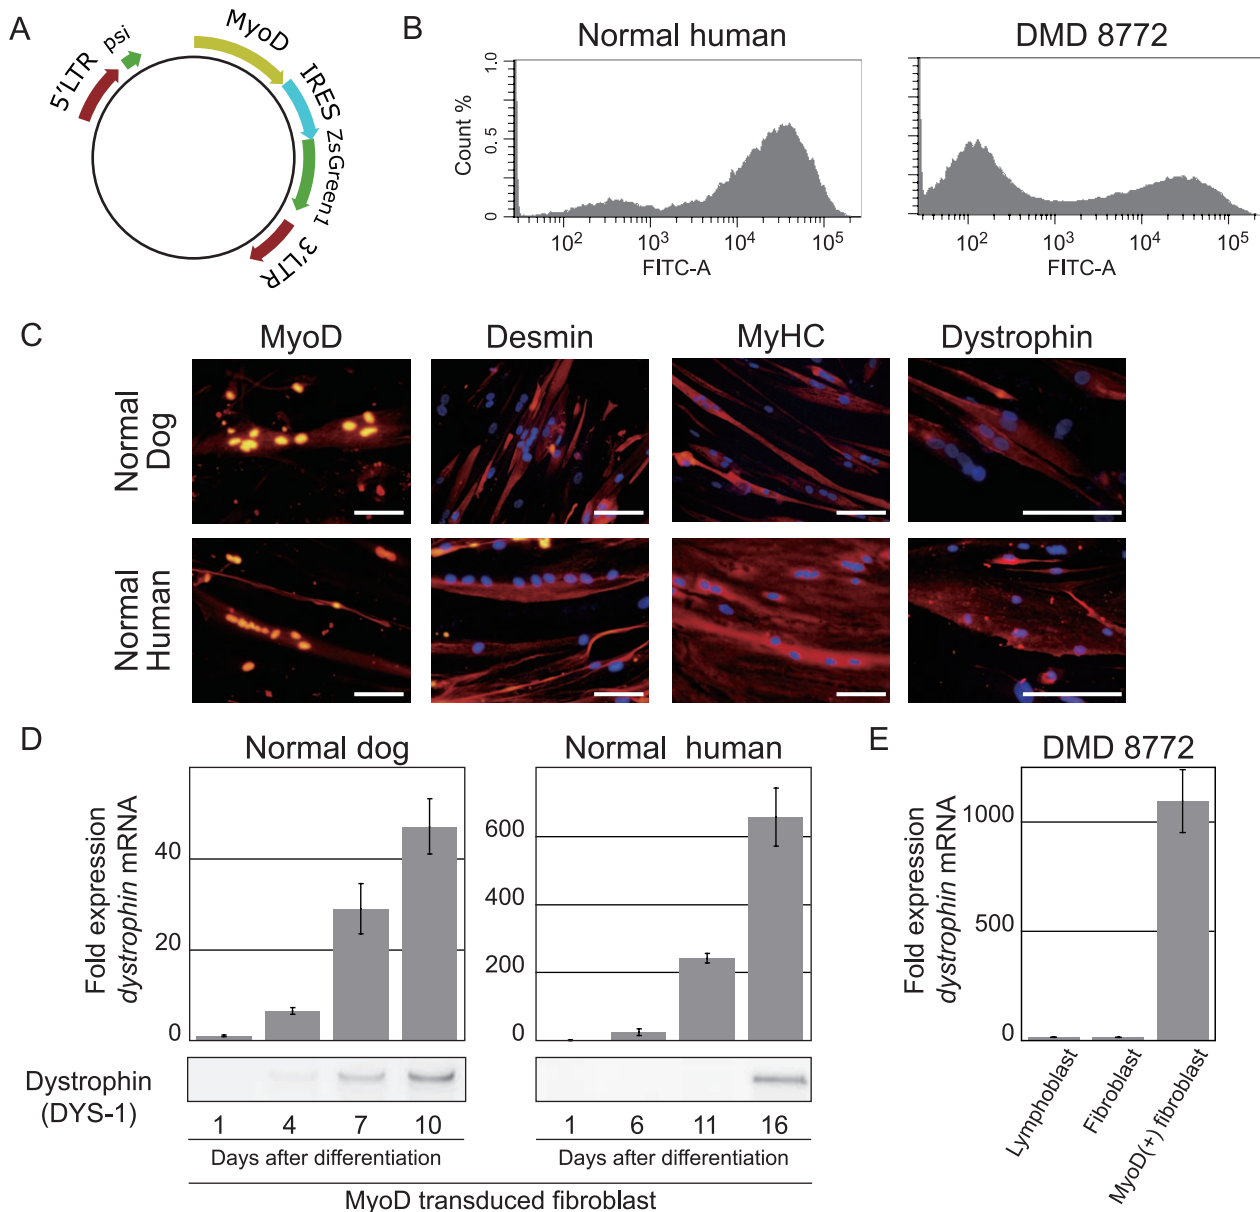 A
5'LTR
psi
MyoD
IRES
ZsGreen1
3'LTR
B
Normal human
DMD 8772
Count %
1.0
0.5
0
10²
10³
10⁴
10⁵
FITC-A
10²
10³
10⁴
10⁵
FITC-A
C
MyoD
Desmin
MyHC
Dystrophin
Normal
Dog
Normal
Human
D
Normal dog
Normal human
Fold expression
dystrophin mRNA
40
20
0
600
400
200
0
Dystrophin
(DYS-1)
1 4 7 10
1 6 11 16
Days after differentiation
Days after differentiation
MyoD transduced fibroblast
E
DMD 8772
Fold expression
dystrophin mRNA
1000
500
0
Lymphoblast
Fibroblast
MyoD(+) fibroblast